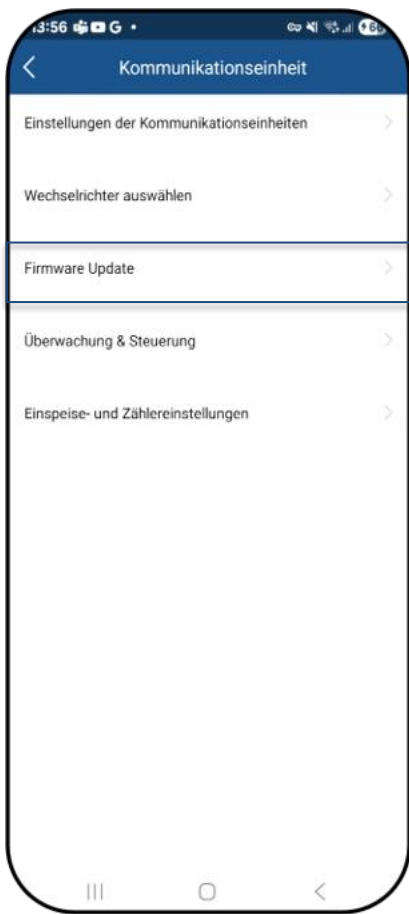 13:56 G
Kommunikationseinheit
Einstellungen der Kommunikationseinheiten
Wechselrichter auswählen
Firmware Update
Überwachung & Steuerung
Einspeise- und Zählereinstellungen